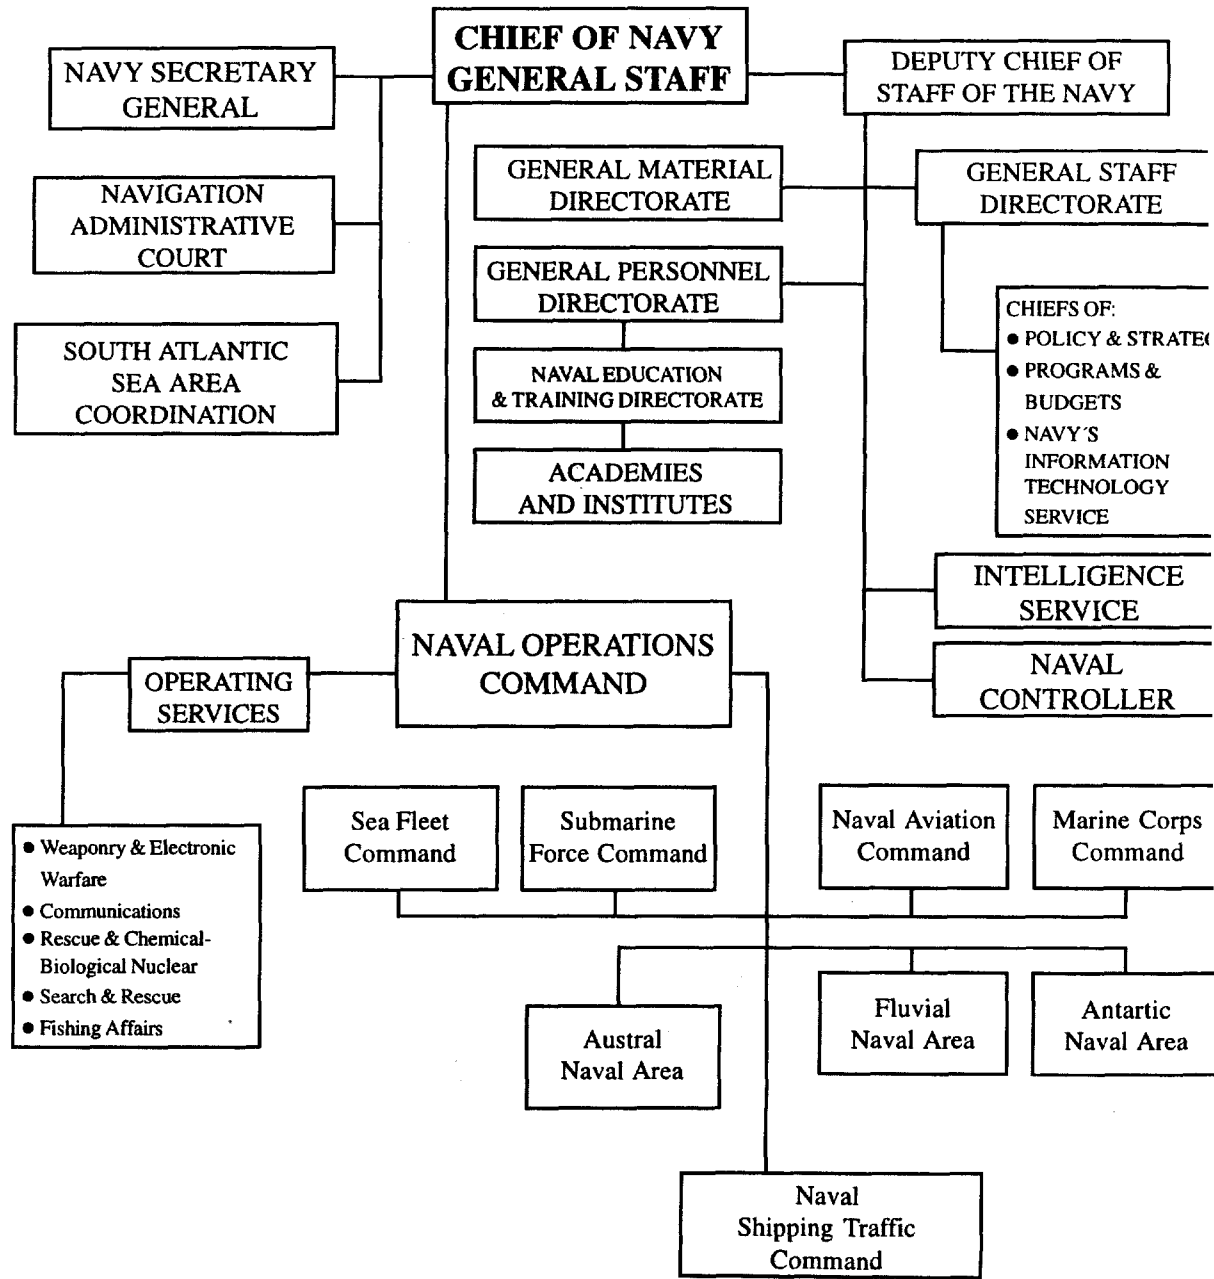 CHIEF OF NAVY
GENERAL STAFF
NAVY SECRETARY
GENERAL
DEPUTY CHIEF OF
STAFF OF THE NAVY
NAVIGATION
ADMINISTRATIVE
COURT
GENERAL MATERIAL
DIRECTORATE
GENERAL STAFF
DIRECTORATE
GENERAL PERSONNEL
DIRECTORATE
SOUTH ATLANTIC
SEA AREA
COORDINATION
NAVAL EDUCATION
& TRAINING DIRECTORATE
ACADEMIES
AND INSTITUTES
CHIEFS OF:
● POLICY & STRATEG
● PROGRAMS &
BUDGETS
● NAVY´S
INFORMATION
TECHNOLOGY
SERVICE
INTELLIGENCE
SERVICE
NAVAL
CONTROLLER
NAVAL OPERATIONS
COMMAND
OPERATING
SERVICES
● Weaponry & Electronic
Warfare
● Communications
● Rescue & Chemical-
Biological Nuclear
● Search & Rescue
● Fishing Affairs
Sea Fleet
Command
Submarine
Force Command
Naval Aviation
Command
Marine Corps
Command
Austral
Naval Area
Fluvial
Naval Area
Antartic
Naval Area
Naval
Shipping Traffic
Command